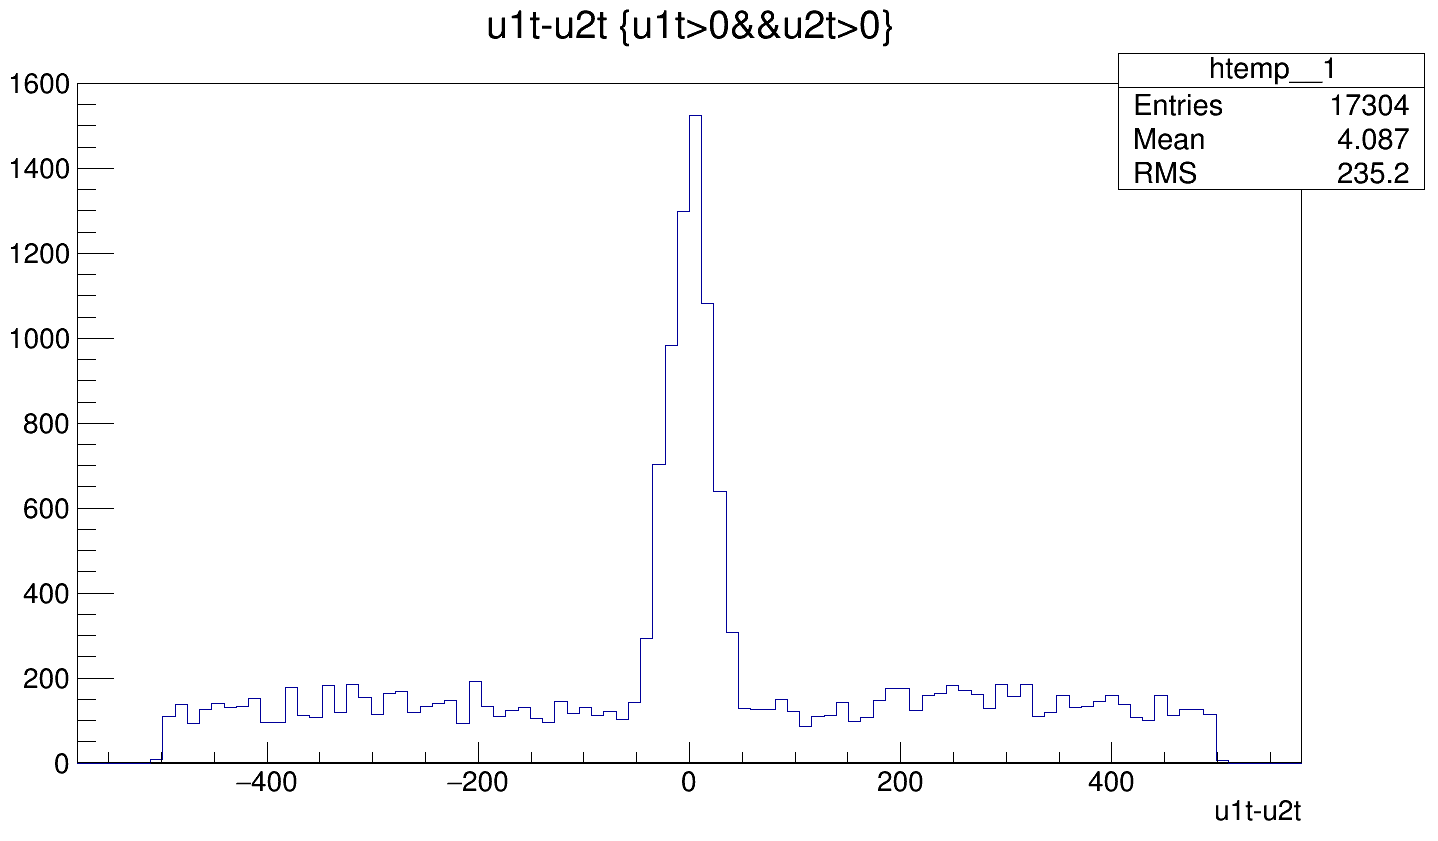 u1t-u2t {u1t>0&&u2t>0}
htemp__1
Entries 17304
Mean 4.087
RMS 235.2
1600
1400
1200
1000
800
600
400
200
0
−400 −200 0 200 400
u1t-u2t